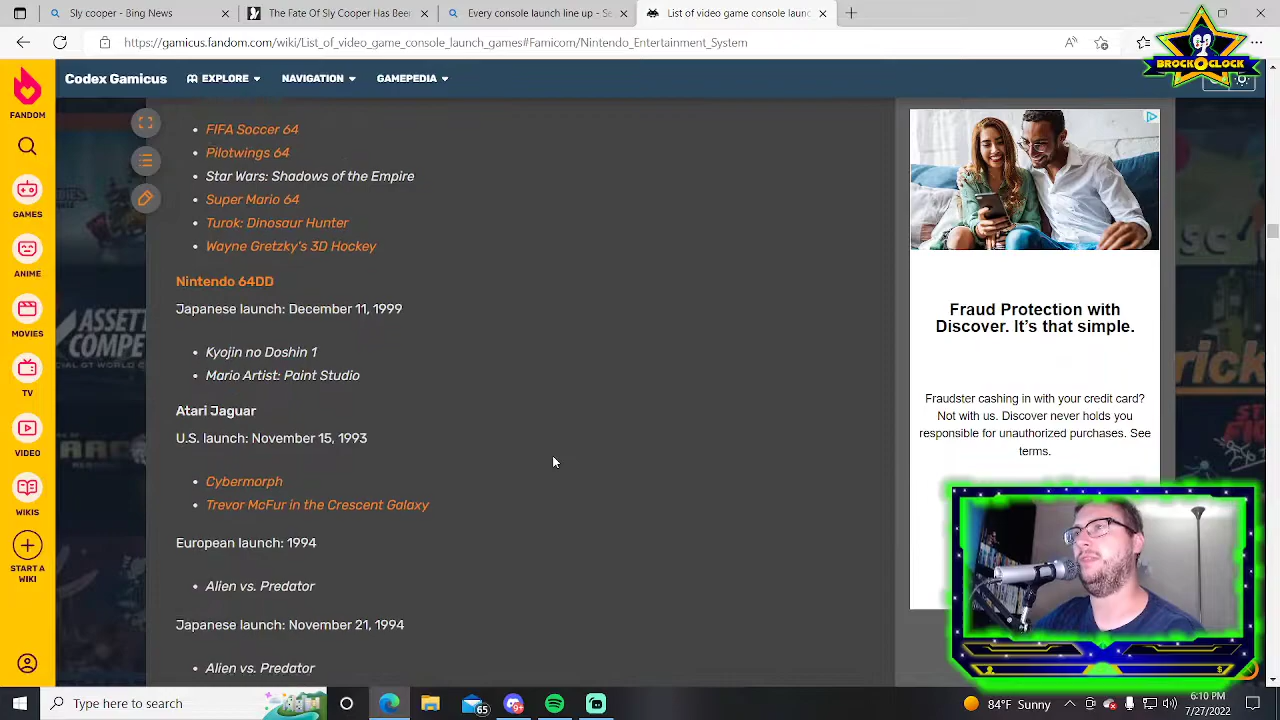 Sly Cooper - Bing
The Fate Of Sly Cooper Has Been
Every console launch line up - Se
List of video game console launc
https://gamicus.fandom.com/wiki/List_of_video_game_console_launch_games#Famicom/Nintendo_Entertainment_System
BROCK O'CLOCK
FANDOM
Codex Gamicus
EXPLORE
NAVIGATION
GAMEPEDIA
GAMES
ANIME
MOVIES
TV
VIDEO
WIKIS
START A
WIKI
FIFA Soccer 64
Pilotwings 64
Star Wars: Shadows of the Empire
Super Mario 64
Turok: Dinosaur Hunter
Wayne Gretzky's 3D Hockey
Nintendo 64DD
Japanese launch: December 11, 1999
Kyojin no Doshin 1
Mario Artist: Paint Studio
Atari Jaguar
U.S. launch: November 15, 1993
Cybermorph
Trevor McFur in the Crescent Galaxy
European launch: 1994
Alien vs. Predator
Japanese launch: November 21, 1994
Alien vs. Predator
ASSETT
COMPE
Fraud Protection with
Discover. It's that simple.
Fraudster cashing in with your credit card?
Not with us. Discover never holds you
responsible for unauthorized purchases. See
terms.
Type here to search
65
84°F Sunny
6:10 PM
7/27/2022